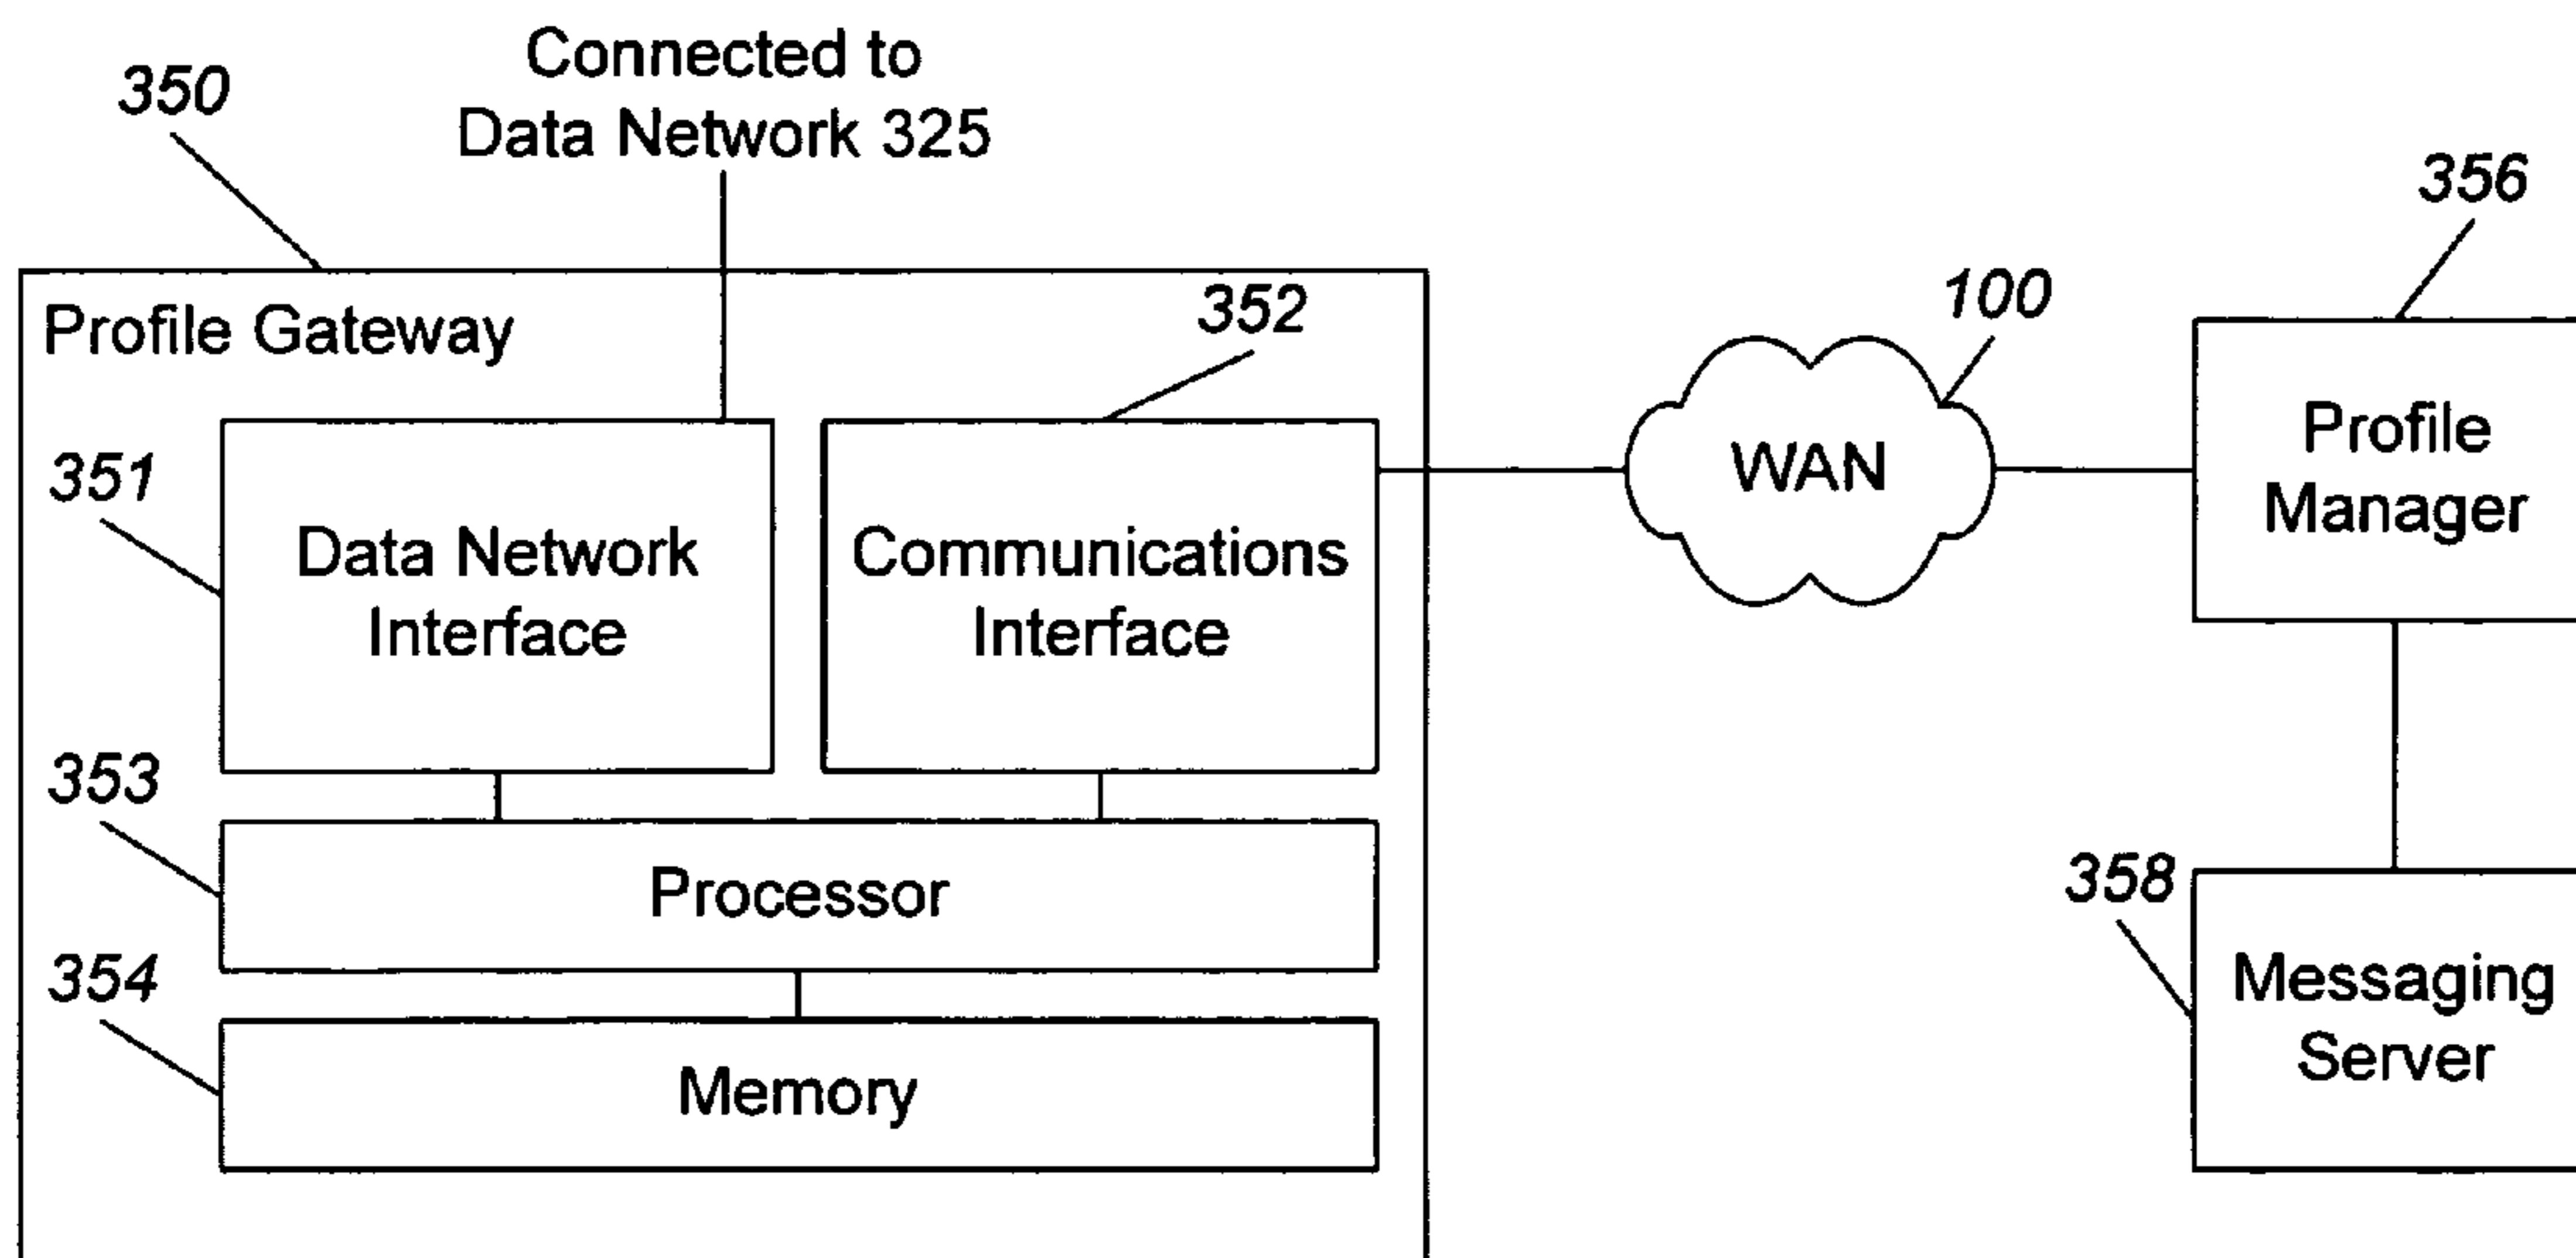 Connected to
Data Network 325
350
356
100
Profile Gateway
352
351
Data Network
Interface
Communications
Interface
WAN
Profile
Manager
353
Processor
358
354
Memory
Messaging
Server